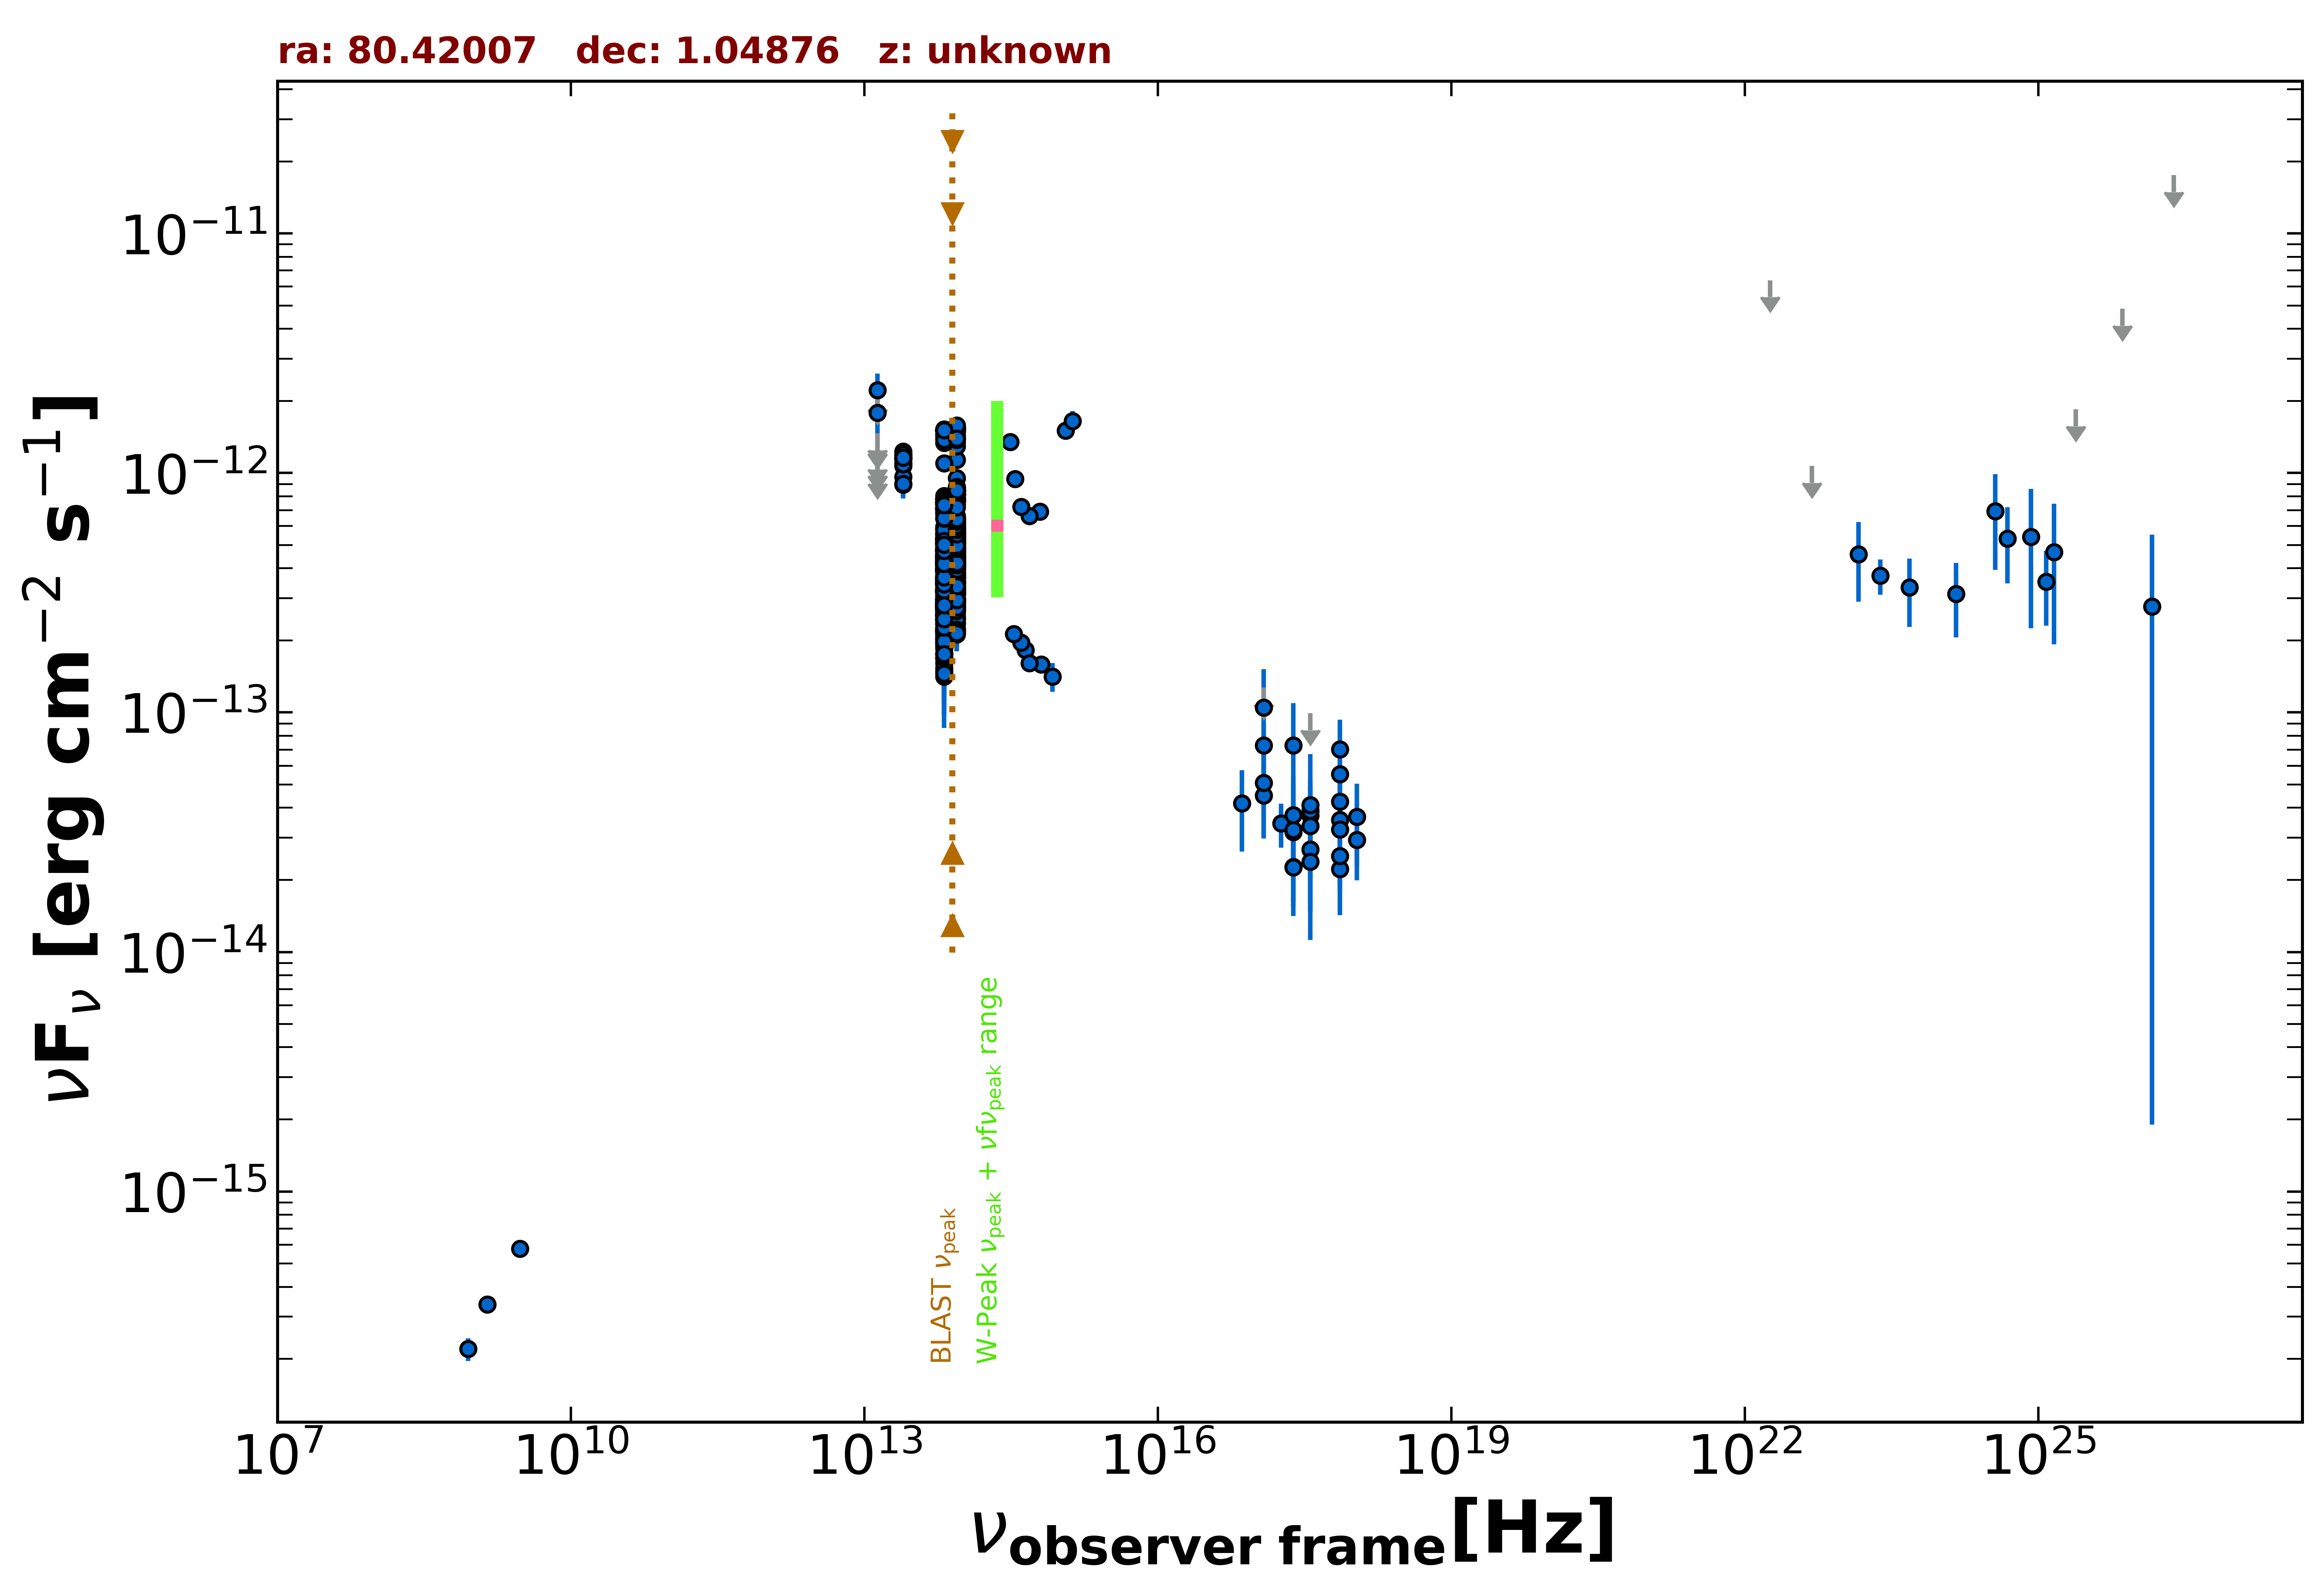 ra: 80.42007 dec: 1.04876 z: unknown
νFν [erg cm−2 s−1]
10−11
10−12
10−13
10−14
10−15
BLAST νpeak
W-Peak νpeak + νfνpeak range
107 1010 1013 1016 1019 1022 1025
νobserver frame[Hz]